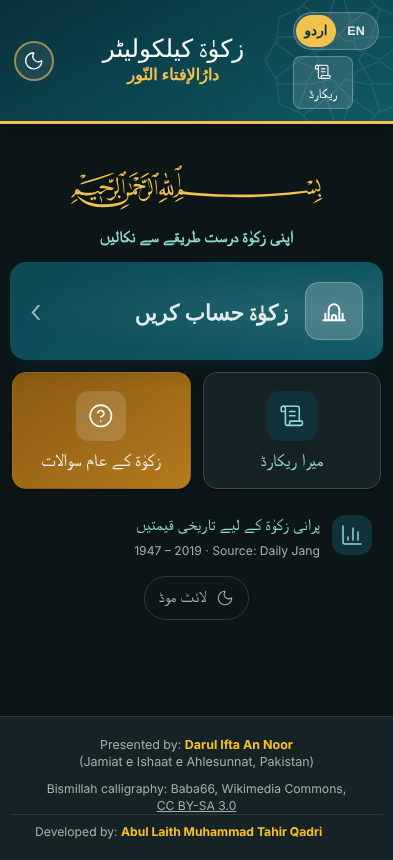 اردو EN
زکوٰۃ کیلکولیٹر
دارُالإفتاء النّور
ریکارڈ
بِسْمِ اللهِ الرَّحْمٰنِ الرَّحِيْمِ
اپنی زکوٰۃ درست طریقے سے نکالیں
زکوٰۃ حساب کریں
میرا ریکارڈ
زکوٰۃ کے عام سوالات
پرانی زکوٰۃ کے لیے تاریخی قیمتیں
1947 – 2019 · Source: Daily Jang
لائٹ موڈ
Presented by: Darul Ifta An Noor
(Jamiat e Ishaat e Ahlesunnat, Pakistan)
Bismillah calligraphy: Baba66, Wikimedia Commons,
CC BY-SA 3.0
Developed by: Abul Laith Muhammad Tahir Qadri